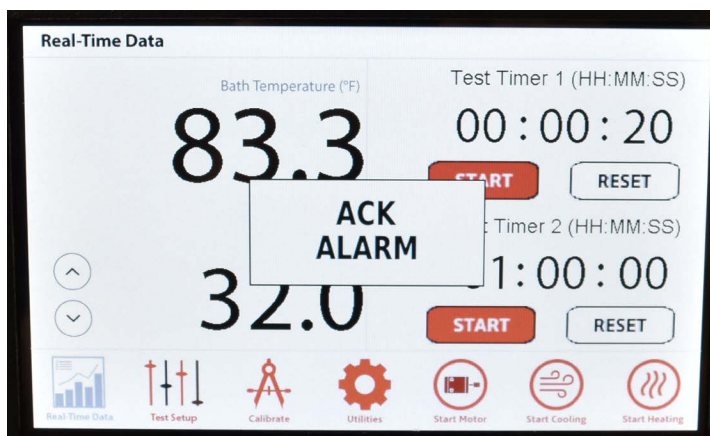 Real-Time Data
Bath Temperature (°F)
83.3
Test Timer 1 (HH:MM:SS)
00 : 00 : 20
START
RESET
ACK
ALARM
Timer 2 (HH:MM:SS)
1 : 00 : 00
32.0
START
RESET
Real-Time Data
Test Setup
Calibrate
Utilities
Start Motor
Start Cooling
Start Heating